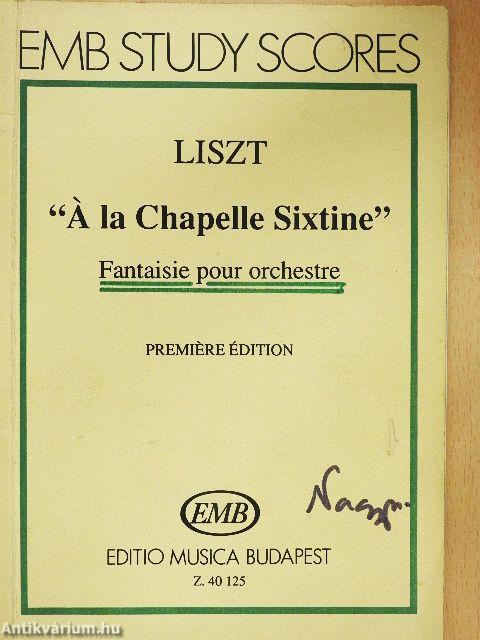 EMB STUDY SCORES
LISZT
“À la Chapelle Sixtine”
Fantaisie pour orchestre
PREMIÈRE ÉDITION
EMB
EDITIO MUSICA BUDAPEST
Z. 40 125
Antikvárium.hu